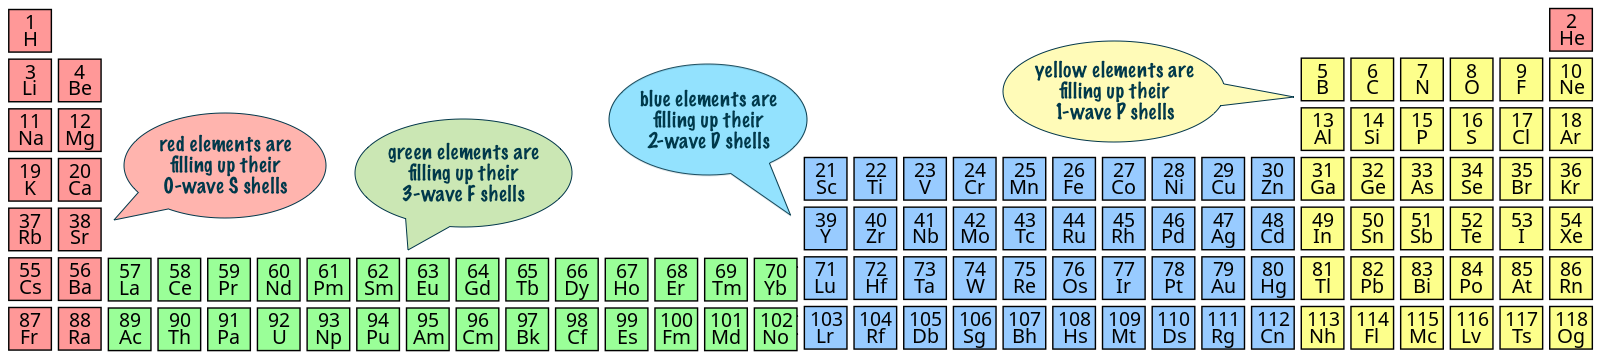 1 2
H He
3 4 5 6 7 8 9 10
Li Be B C N O F Ne
yellow elements are
filling up their
1-wave P shells
blue elements are
filling up their
2-wave D shells
11 12 13 14 15 16 17 18
Na Mg Al Si P S Cl Ar
red elements are
filling up their
0-wave S shells
green elements are
filling up their
3-wave F shells
19 20 21 22 23 24 25 26 27 28 29 30 31 32 33 34 35 36
K Ca Sc Ti V Cr Mn Fe Co Ni Cu Zn Ga Ge As Se Br Kr
37 38 39 40 41 42 43 44 45 46 47 48 49 50 51 52 53 54
Rb Sr Y Zr Nb Mo Tc Ru Rh Pd Ag Cd In Sn Sb Te I Xe
55 56 57 58 59 60 61 62 63 64 65 66 67 68 69 70 71 72 73 74 75 76 77 78 79 80 81 82 83 84 85 86
Cs Ba La Ce Pr Nd Pm Sm Eu Gd Tb Dy Ho Er Tm Yb Lu Hf Ta W Re Os Ir Pt Au Hg Tl Pb Bi Po At Rn
87 88 89 90 91 92 93 94 95 96 97 98 99 100 101 102 103 104 105 106 107 108 109 110 111 112 113 114 115 116 117 118
Fr Ra Ac Th Pa U Np Pu Am Cm Bk Cf Es Fm Md No Lr Rf Db Sg Bh Hs Mt Ds Rg Cn Nh Fl Mc Lv Ts Og